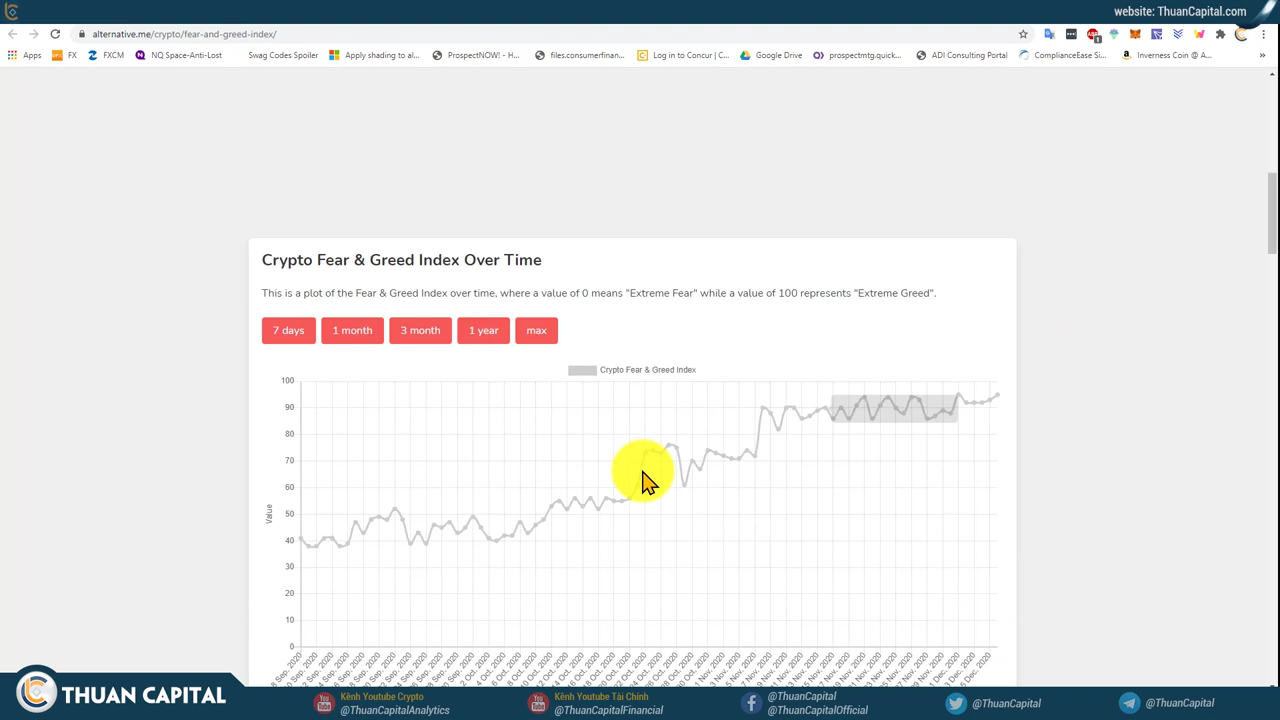 website: ThuanCapital.com
alternative.me/crypto/fear-and-greed-index/
Apps FX FXCM NQ Space-Anti-Lost Swag Codes Spoiler Apply shading to al... ProspectNOW! - H... files.consumerfinan... Log in to Concur | C... Google Drive prospectmtg.quick... ADI Consulting Portal ComplianceEase Si... Inverness Coin @ A... »
Crypto Fear & Greed Index Over Time
This is a plot of the Fear & Greed Index over time, where a value of 0 means "Extreme Fear" while a value of 100 represents "Extreme Greed".
7 days 1 month 3 month 1 year max
Crypto Fear & Greed Index
100
90
80
70
60
50
40
30
20
10
0
Value
THUAN CAPITAL
Kênh Youtube Crypto
@ThuanCapitalAnalytics
Kênh Youtube Tài Chính
@ThuanCapitalFinancial
@ThuanCapital
@ThuanCapitalOfficial
@ThuanCapital
@ThuanCapital